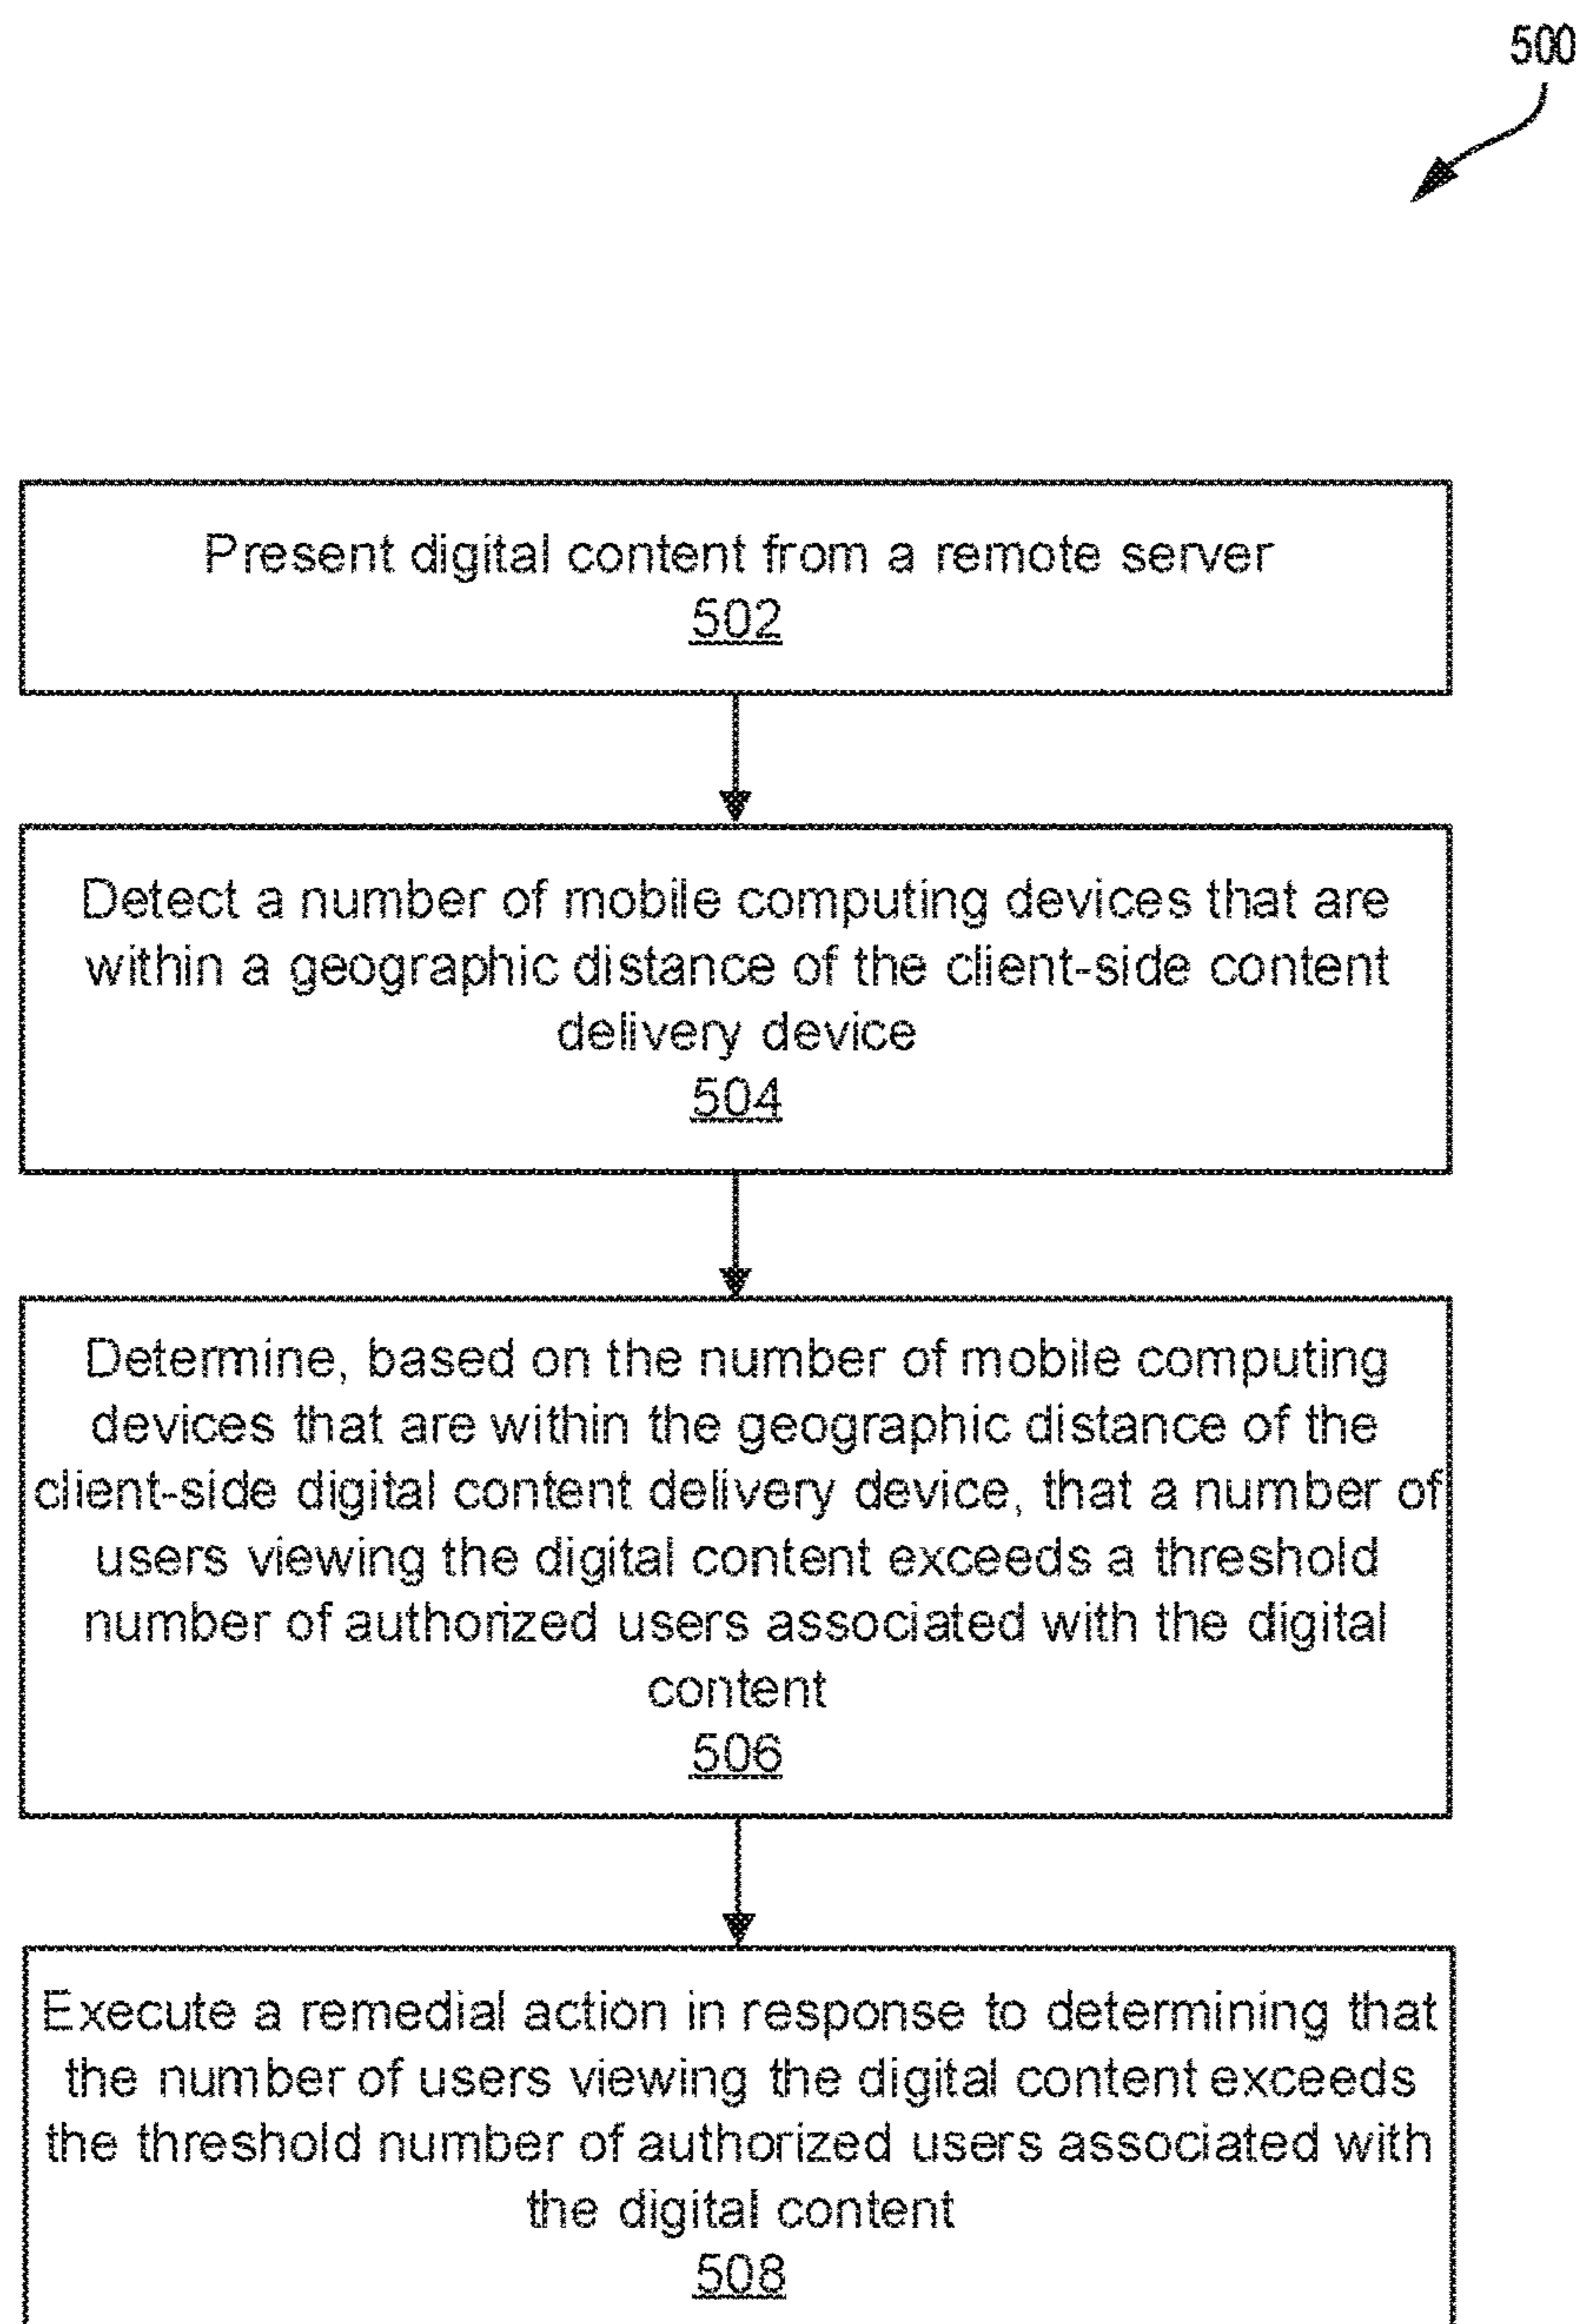 500
Present digital content from a remote server
502
Detect a number of mobile computing devices that are
within a geographic distance of the client-side content
delivery device
504
Determine, based on the number of mobile computing
devices that are within the geographic distance of the
client-side digital content delivery device, that a number of
users viewing the digital content exceeds a threshold
number of authorized users associated with the digital
content
506
Execute a remedial action in response to determining that
the number of users viewing the digital content exceeds
the threshold number of authorized users associated with
the digital content
508